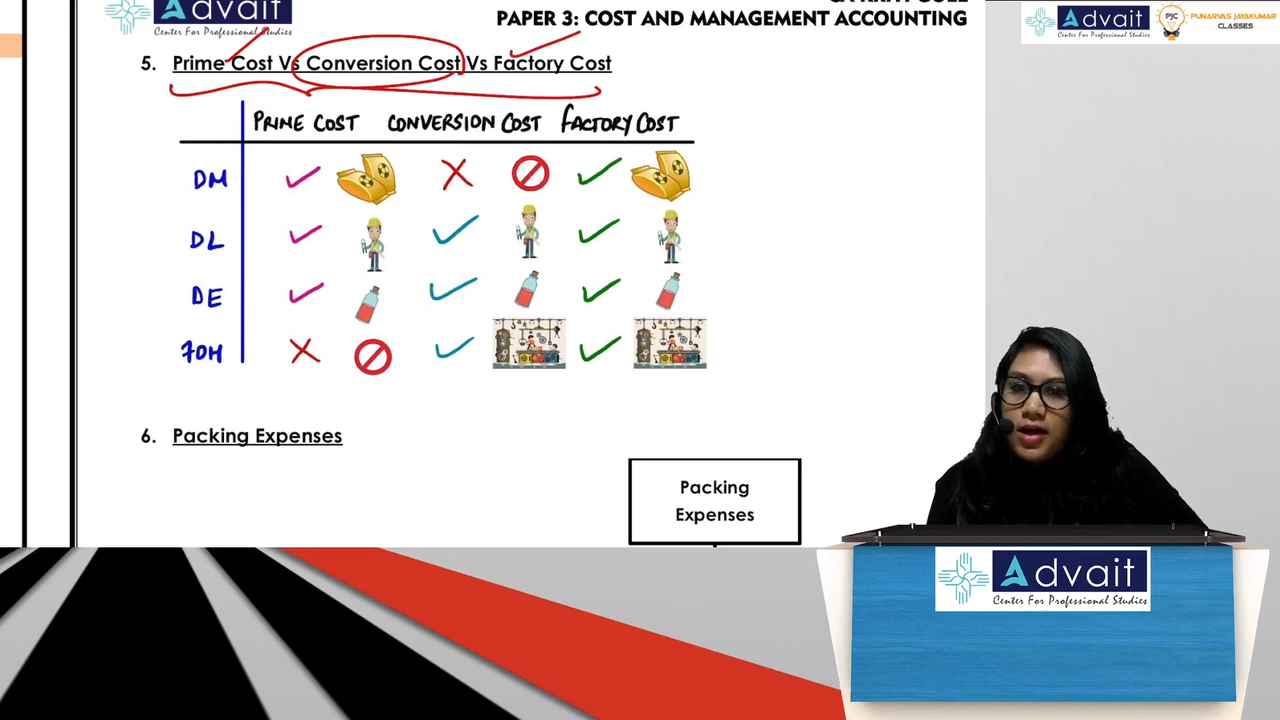 Advait
Center For Professional Studies
PAPER 3: COST AND MANAGEMENT ACCOUNTING
Advait
Center For Professional Studies
PJC
PUNARVAS JAYAKUMAR
CLASSES
5. Prime Cost Vs Conversion Cost Vs Factory Cost
PRIME COST CONVERSION COST FACTORY COST
DM
DL
DE
FOH
6. Packing Expenses
Packing
Expenses
Advait
Center For Professional Studies